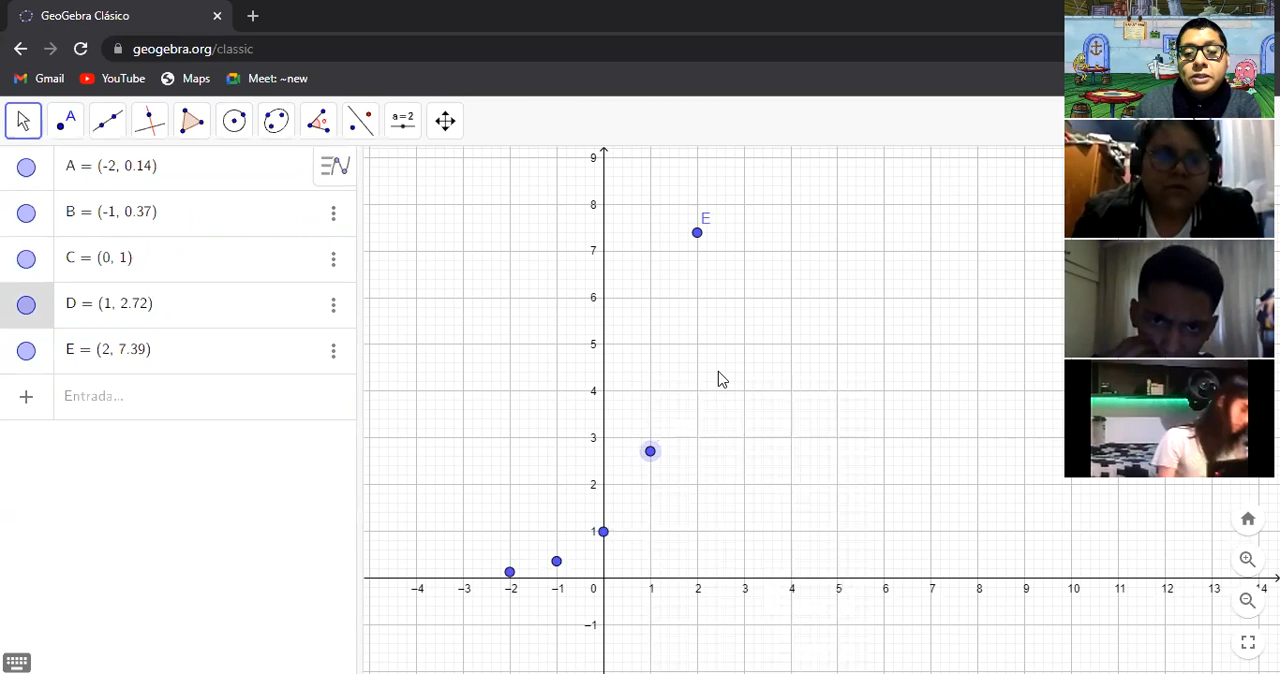 GeoGebra Clásico
geogebra.org/classic
Gmail YouTube Maps Meet: ~new
A a=2
A = (-2, 0.14)
B = (-1, 0.37)
C = (0, 1)
D = (1, 2.72)
E = (2, 7.39)
Entrada...
9
8
E
7
6
5
4
3
2
1
−4 −3 −2 −1 0 1 2 3 4 5 6 7 8 9 10 11 12 13 14
−1